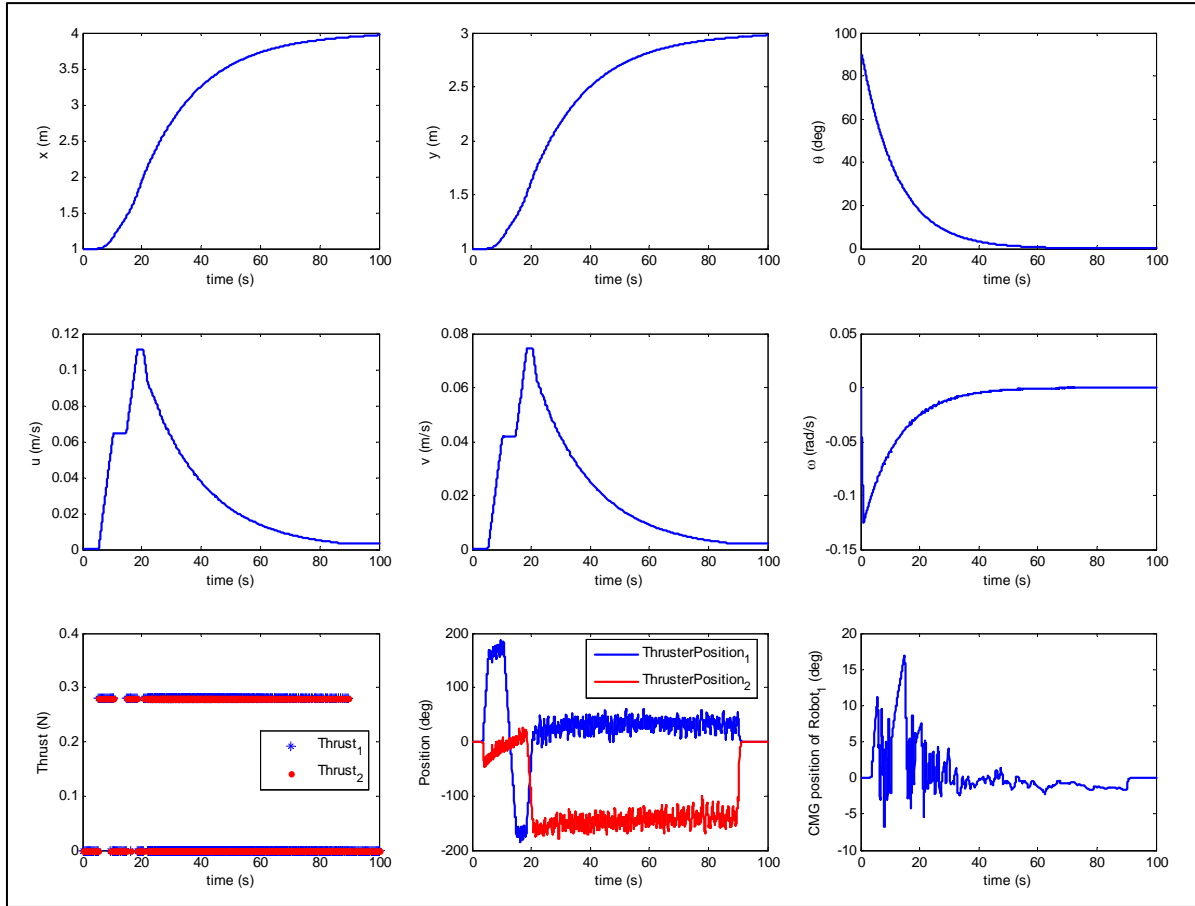 4
3.5
3
2.5
2
1.5
1
x (m)
0 20 40 60 80 100
time (s)
3
2.5
2
1.5
1
y (m)
0 20 40 60 80 100
time (s)
100
80
60
40
20
0
θ (deg)
0 20 40 60 80 100
time (s)
0.12
0.1
0.08
0.06
0.04
0.02
0
u (m/s)
0 20 40 60 80 100
time (s)
0.08
0.06
0.04
0.02
0
v (m/s)
0 20 40 60 80 100
time (s)
0.05
0
-0.05
-0.1
-0.15
ω (rad/s)
0 20 40 60 80 100
time (s)
0.4
0.3
0.2
0.1
0
Thrust (N)
Thrust1
Thrust2
0 20 40 60 80 100
time (s)
200
100
0
-100
-200
Position (deg)
ThrusterPosition1
ThrusterPosition2
0 20 40 60 80 100
time (s)
20
15
10
5
0
-5
-10
CMG position of Robot1 (deg)
0 20 40 60 80 100
time (s)